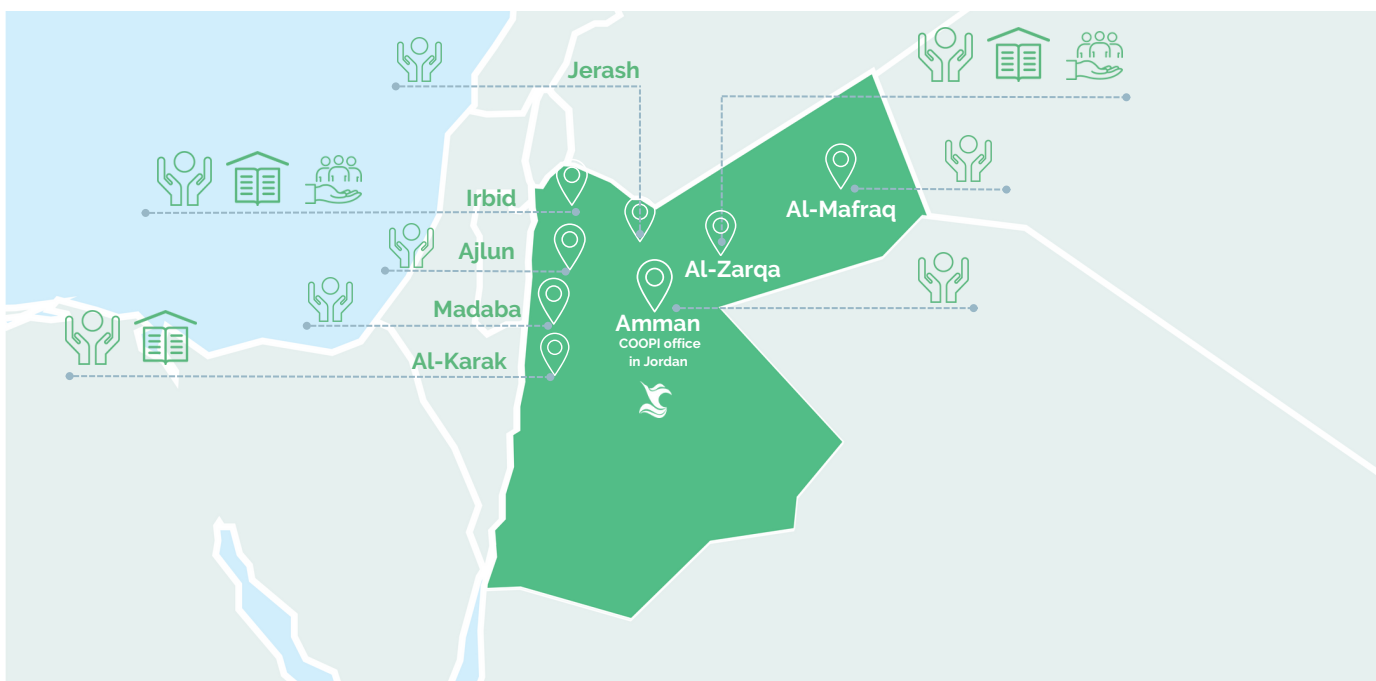 Jerash
Irbid
Al-Mafraq
Ajlun
Al-Zarqa
Madaba
Amman
COOPI office
in Jordan
Al-Karak